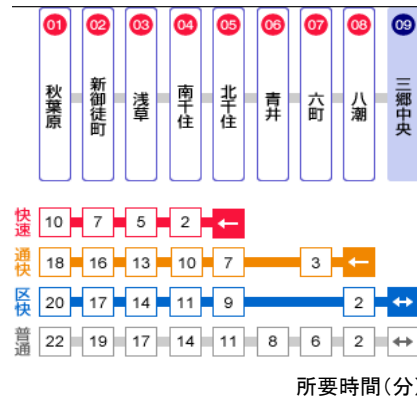 01 02 03 04 05 06 07 08 09
秋葉原 新御徒町 浅草 南千住 北千住 青井 六町 八潮 三郷中央
快速 10 7 5 2 ←
通快 18 16 13 10 7 3 ←
区快 20 17 14 11 9 2 ↔
普通 22 19 17 14 11 8 6 2 ↔
所要時間(分)